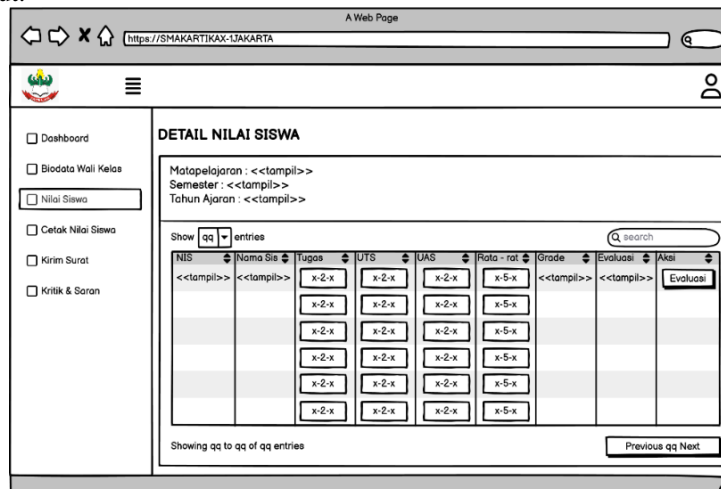 A Web Page
https://SMAKARTIKAX-1JAKARTA
DETAIL NILAI SISWA
Dashboard
Biodata Wali Kelas
Nilai Siswa
Cetak Nilai Siswa
Kirim Surat
Kritik & Saran
Matapelajaran : <<tampil>>
Semester : <<tampil>>
Tahun Ajaran : <<tampil>>
Show qq entries
search
NIS Nama Sis Tugas UTS UAS Rata - rat Grade Evaluasi Aksi
<<tampil>> <<tampil>> x-2-x x-2-x x-2-x x-5-x <<tampil>> <<tampil>> Evaluasi
x-2-x x-2-x x-2-x x-5-x
x-2-x x-2-x x-2-x x-5-x
x-2-x x-2-x x-2-x x-5-x
x-2-x x-2-x x-2-x x-5-x
x-2-x x-2-x x-2-x x-5-x
Showing qq to qq of qq entries
Previous qq Next